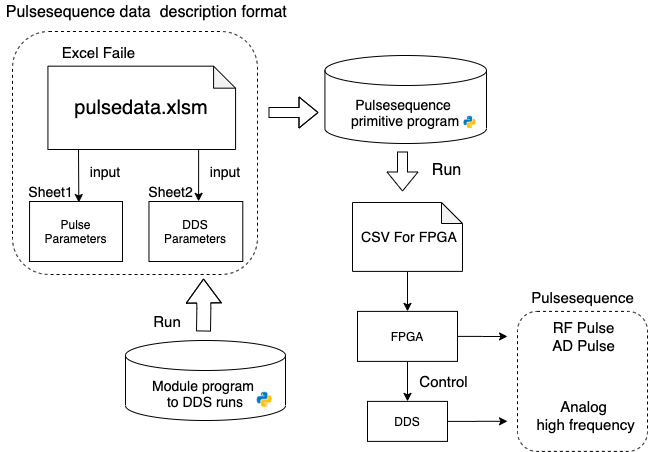 Pulsesequence data description format
Excel Faile
pulsedata.xlsm
input
input
Sheet1
Sheet2
Pulse
Parameters
DDS
Parameters
Run
Module program
to DDS runs
Pulsesequence
primitive program
Run
CSV For FPGA
FPGA
Control
DDS
Pulsesequence
RF Pulse
AD Pulse
Analog
high frequency